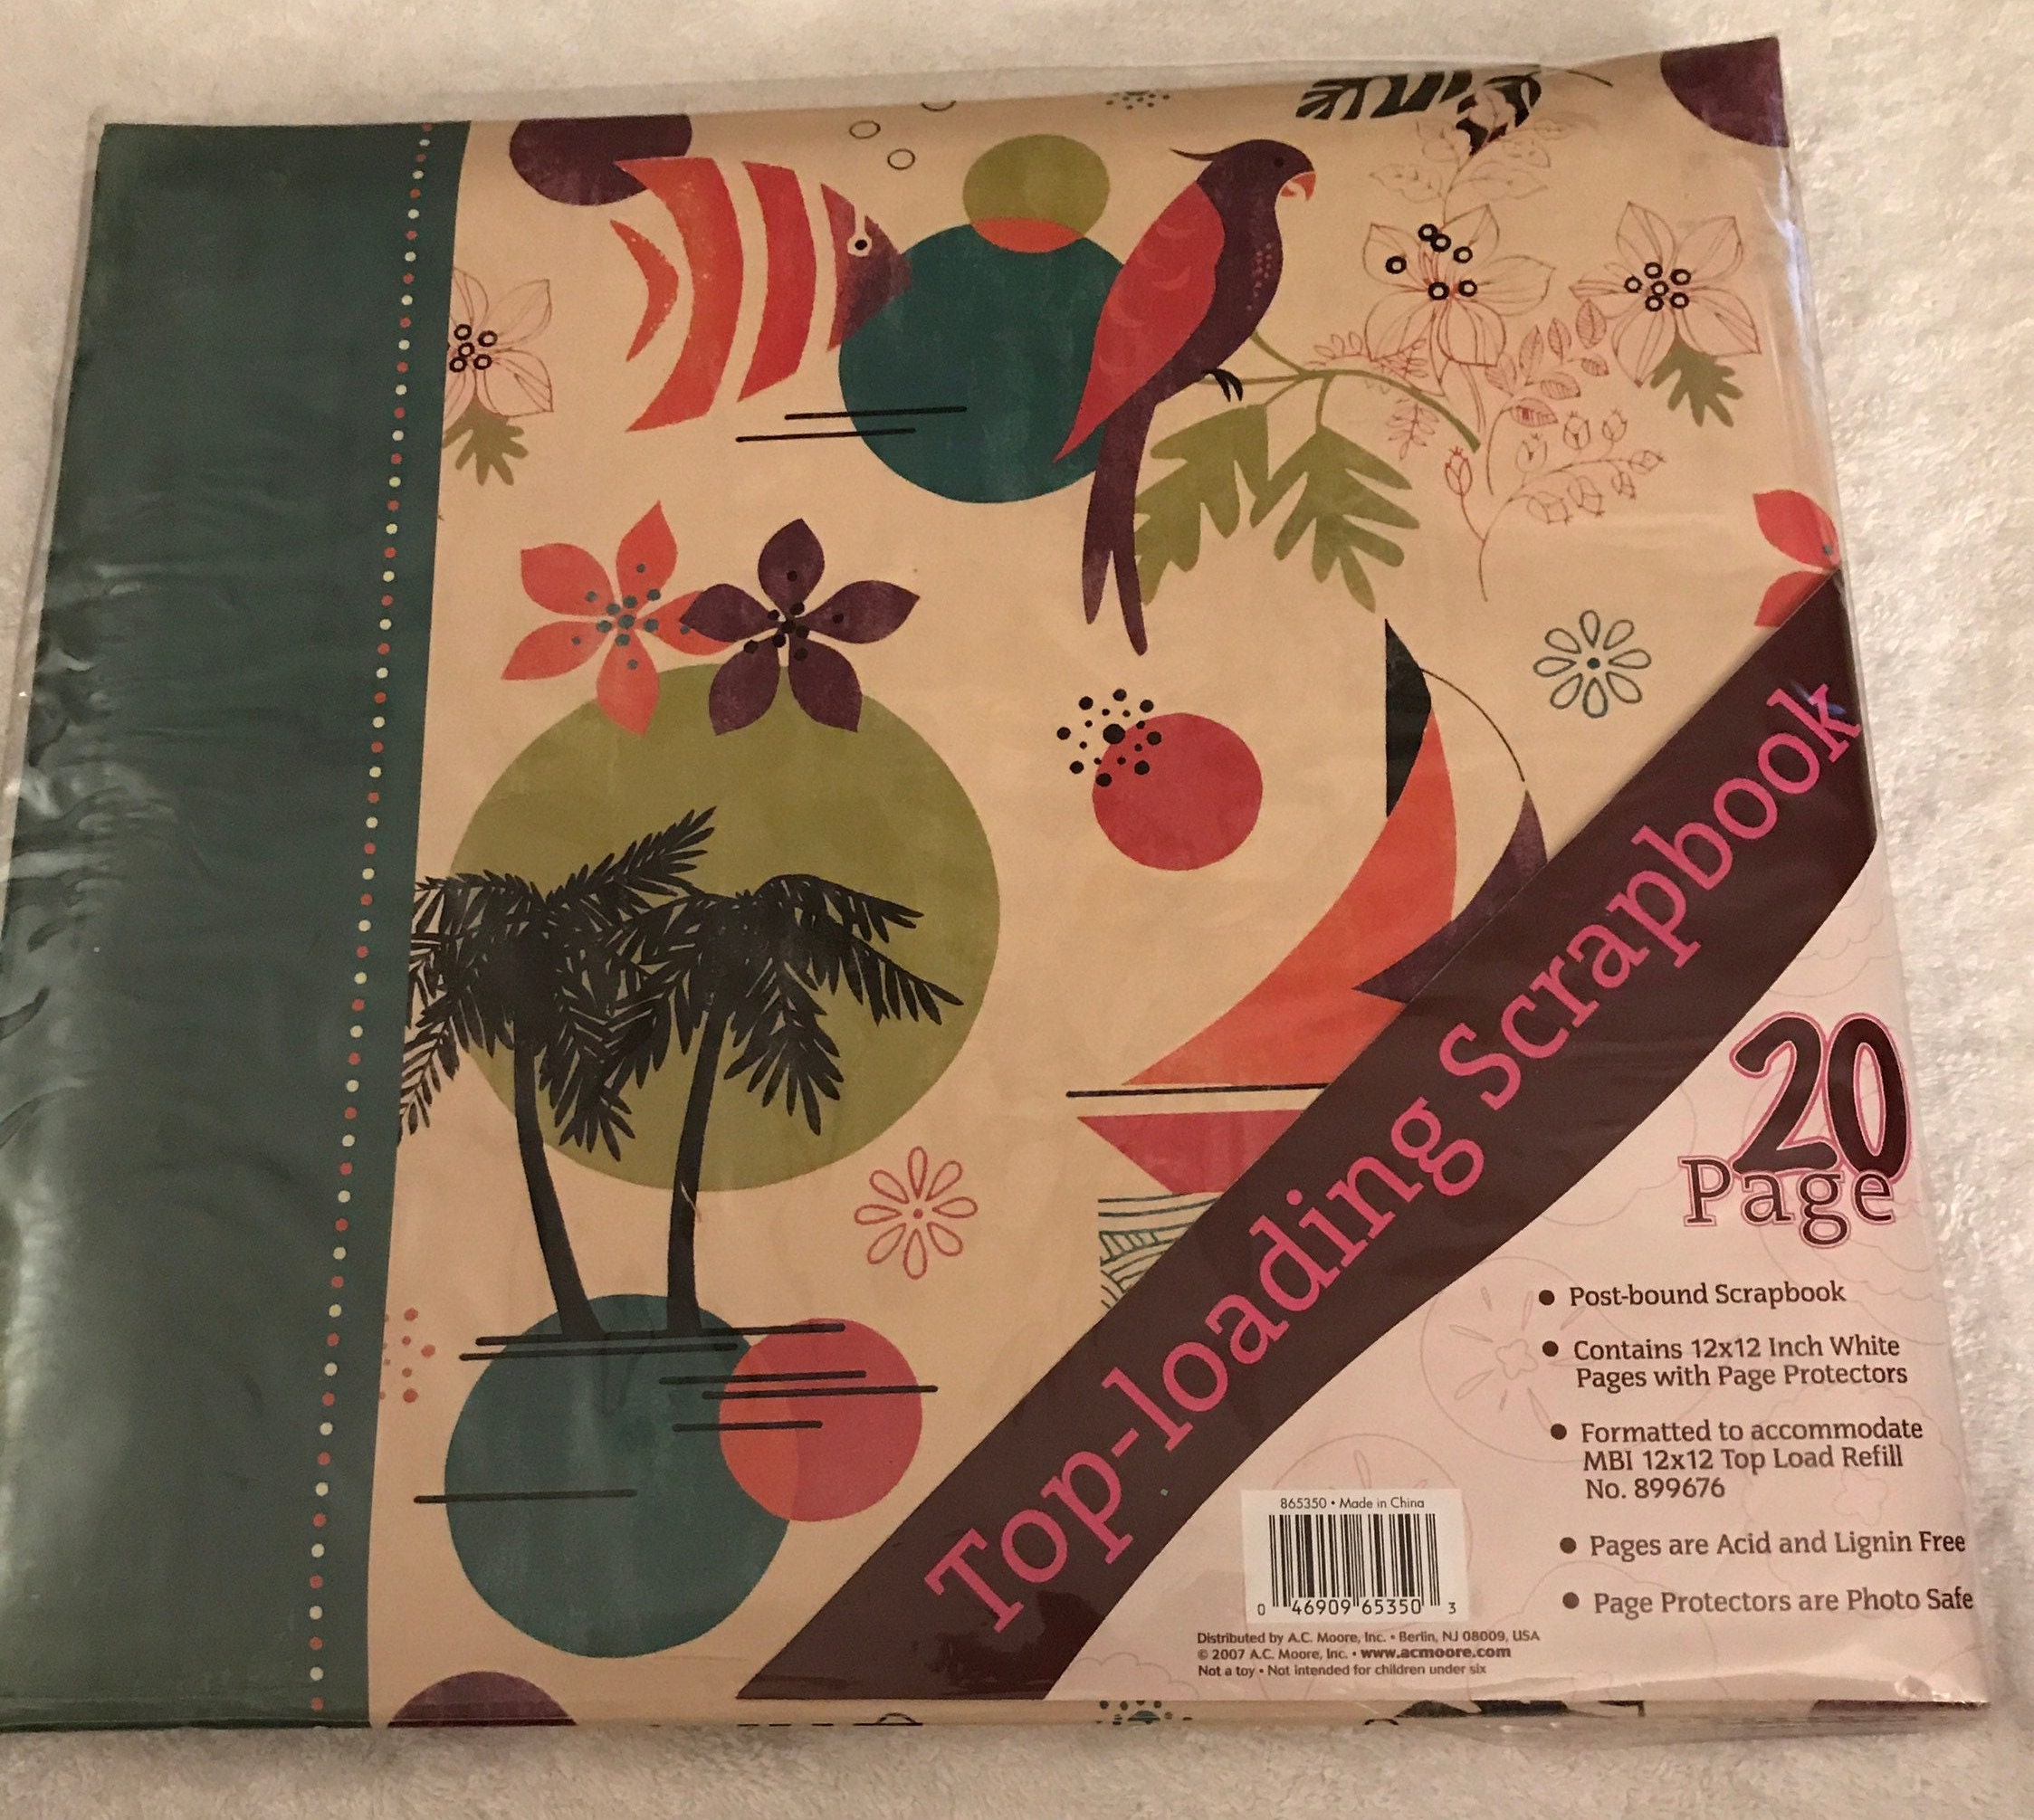 Top-loading Scrapbook
20
Page
• Post-bound Scrapbook
• Contains 12x12 Inch White
Pages with Page Protectors
• Formatted to accommodate
MBI 12x12 Top Load Refill
No. 899676
• Pages are Acid and Lignin Free
• Page Protectors are Photo Safe
865350 • Made in China
0 46909 65350 3
Distributed by A.C. Moore, Inc. • Berlin, NJ 08009, USA
© 2007 A.C. Moore, Inc. • www.acmoore.com
Not a toy • Not intended for children under six